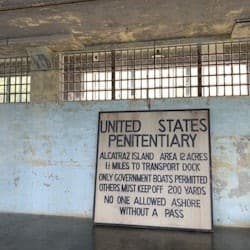 UNITED STATES
PENITENTIARY
ALCATRAZ ISLAND AREA 12 ACRES
1½ MILES TO TRANSPORT DOCK
ONLY GOVERNMENT BOATS PERMITTED
OTHERS MUST KEEP OFF 200 YARDS
NO ONE ALLOWED ASHORE
WITHOUT A PASS